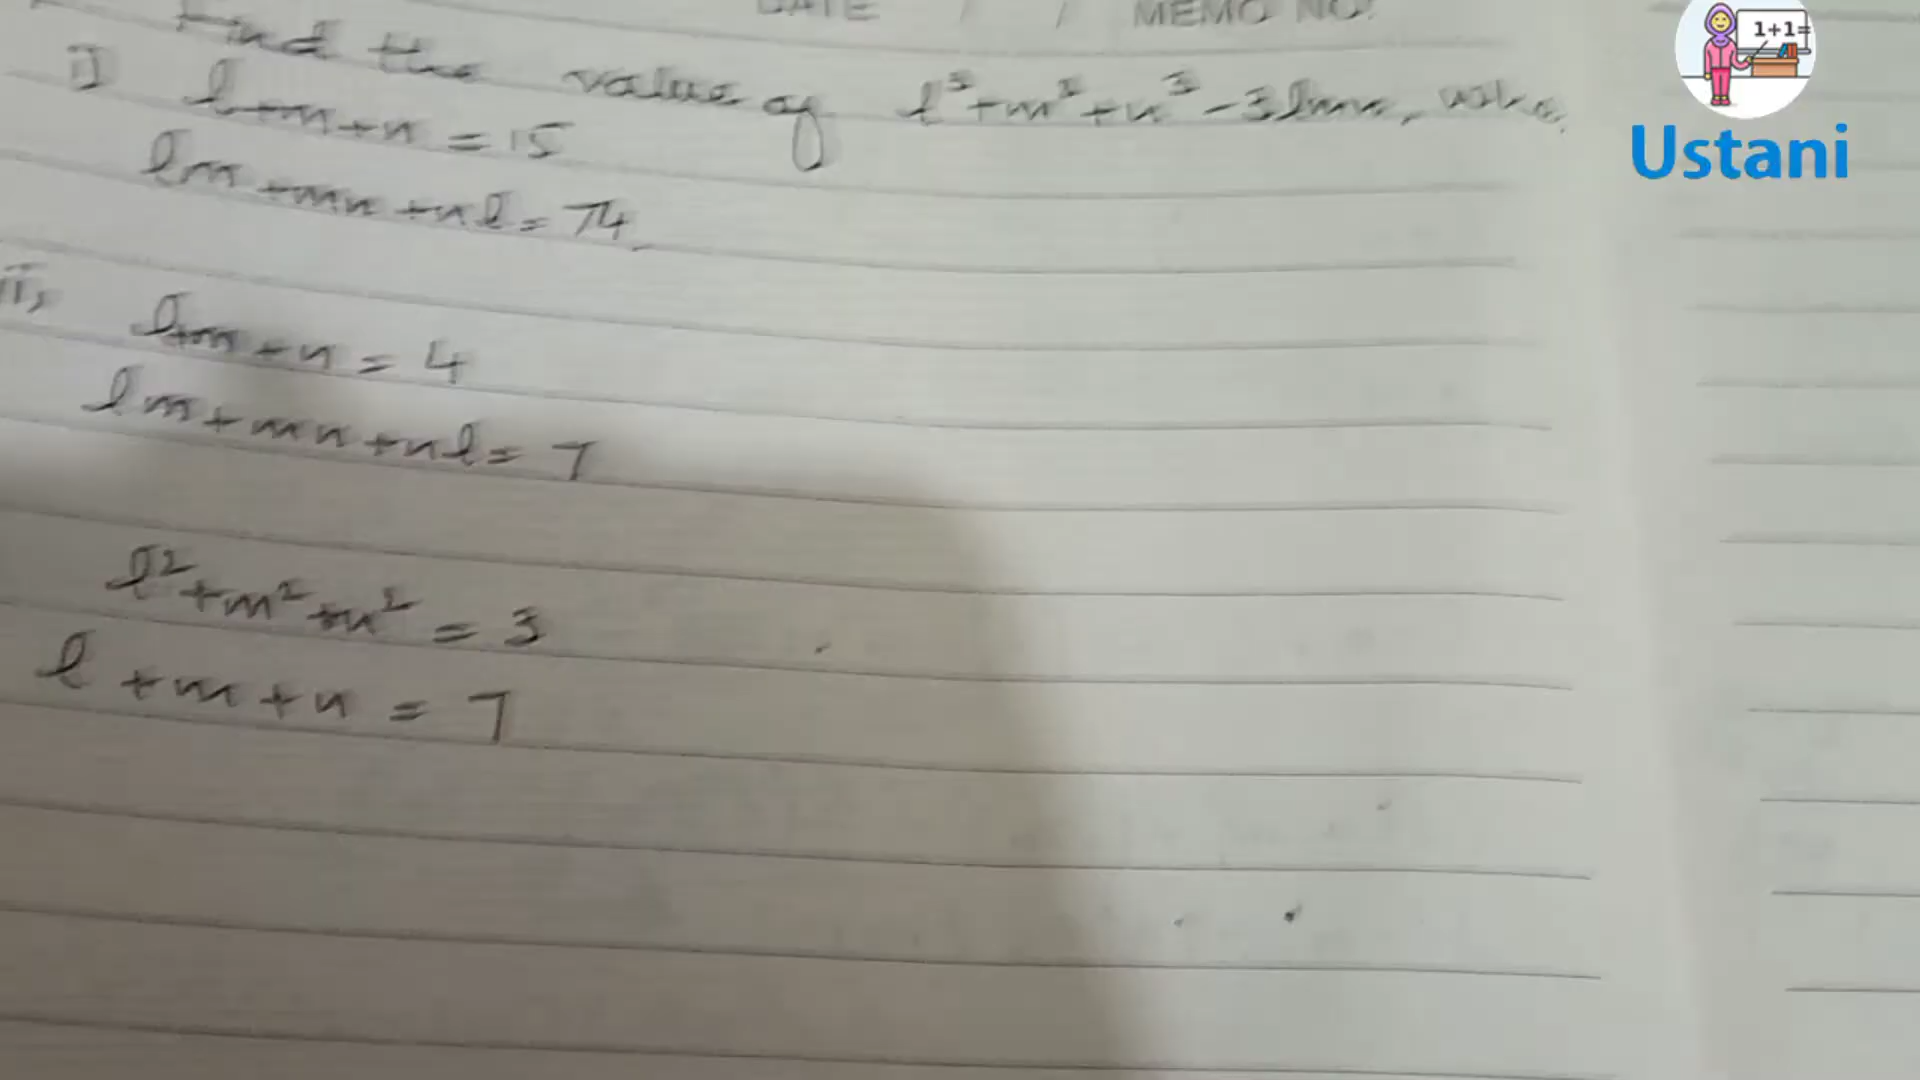 DATE / / MEMO NO.
Find the value of l³+m³+n³-3lmn, when
i) l+m+n=15
lm+mn+nl=74.
ii, l+m+n=4
lm+mn+nl=7
l²+m²+n²=3
l+m+n=7
1+1=
Ustani